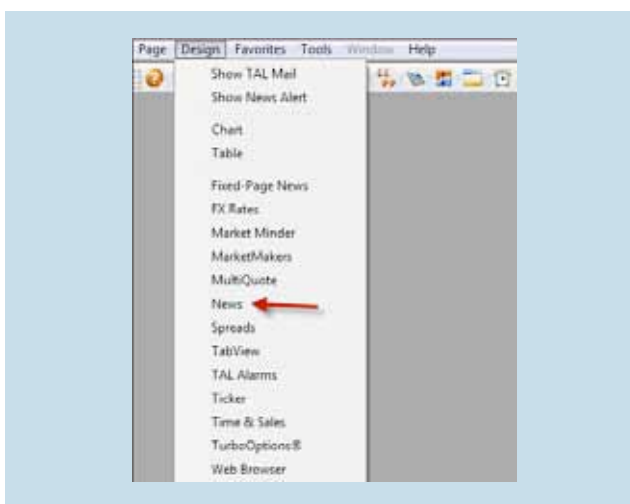 Page Design Favorites Tools Window Help
Show TAL Mail
Show News Alert
Chart
Table
Fixed-Page News
FX Rates
Market Minder
MarketMakers
MultiQuote
News
Spreads
TabView
TAL Alarms
Ticker
Time & Sales
TurboOptions®
Web Browser